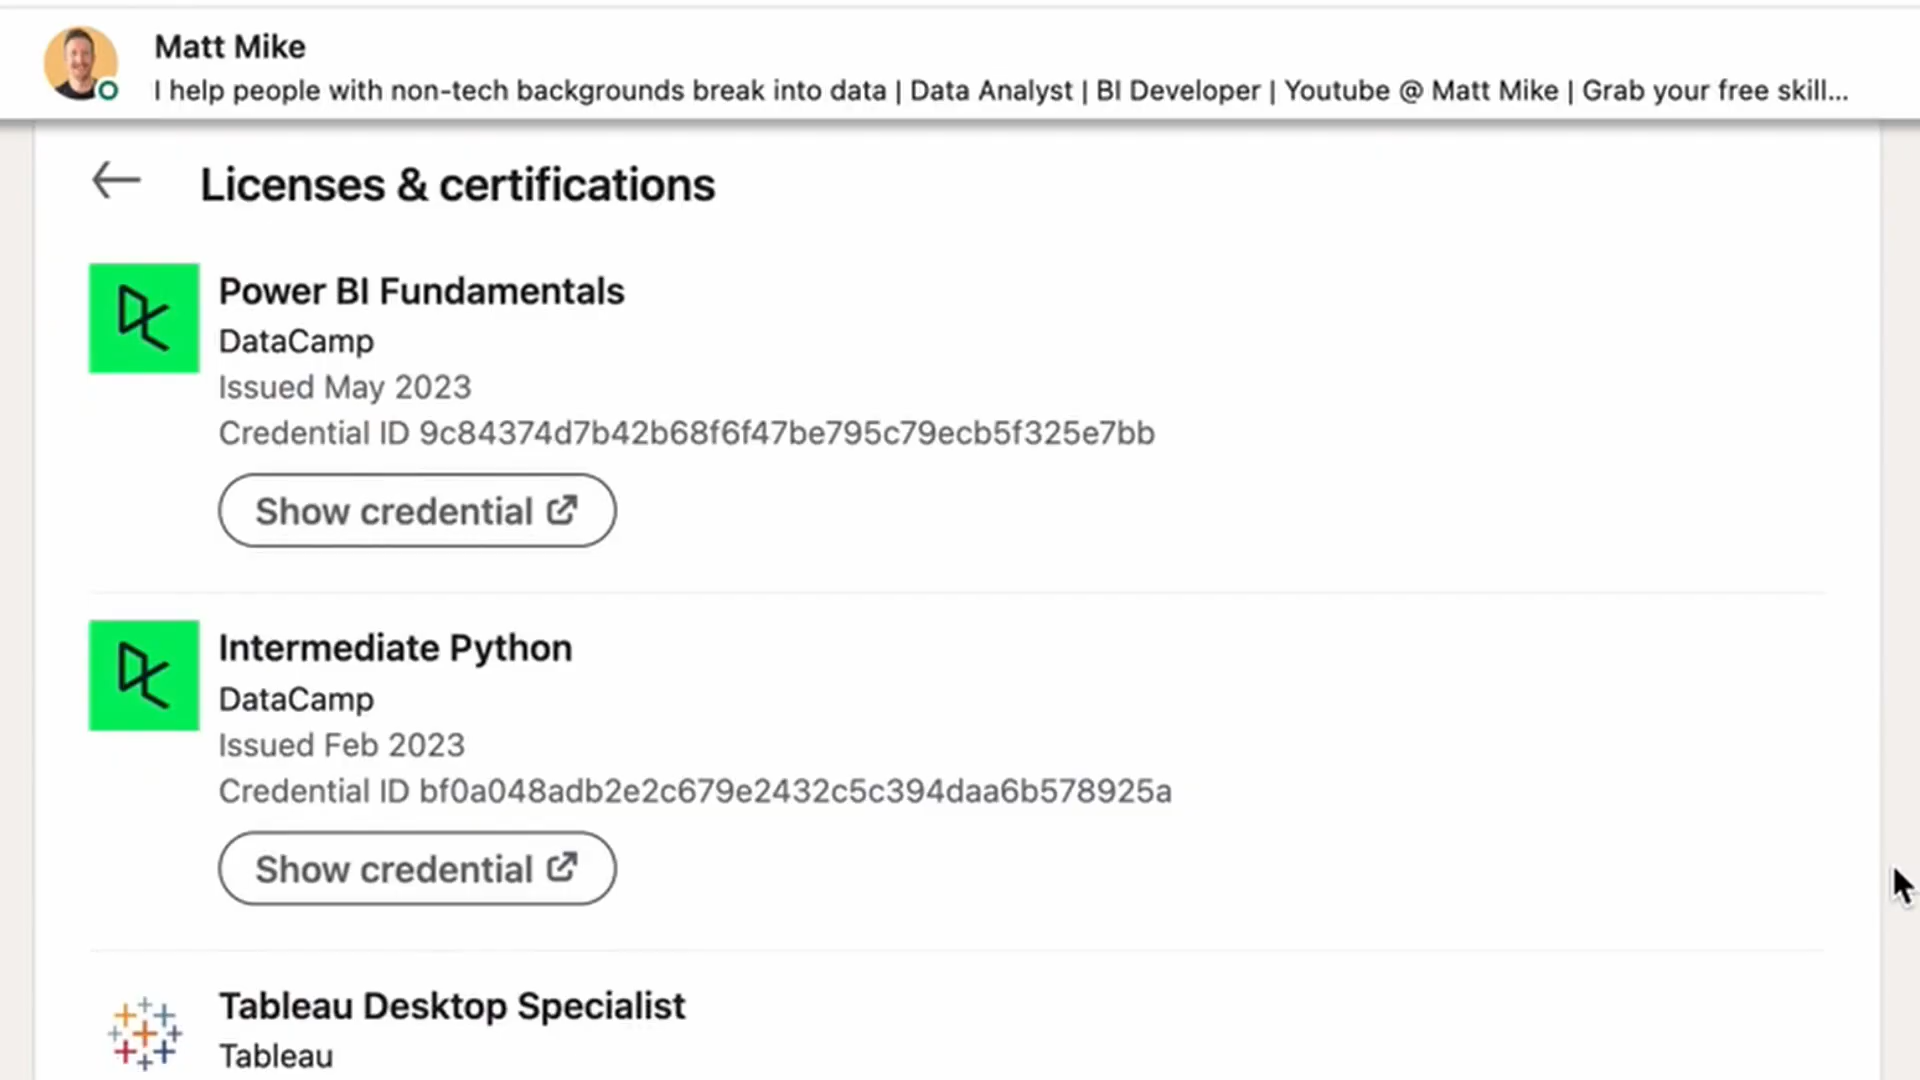 Matt Mike
I help people with non-tech backgrounds break into data | Data Analyst | BI Developer | Youtube @ Matt Mike | Grab your free skill...
Licenses & certifications
Power BI Fundamentals
DataCamp
Issued May 2023
Credential ID 9c84374d7b42b68f6f47be795c79ecb5f325e7bb
Show credential
Intermediate Python
DataCamp
Issued Feb 2023
Credential ID bf0a048adb2e2c679e2432c5c394daa6b578925a
Show credential
Tableau Desktop Specialist
Tableau